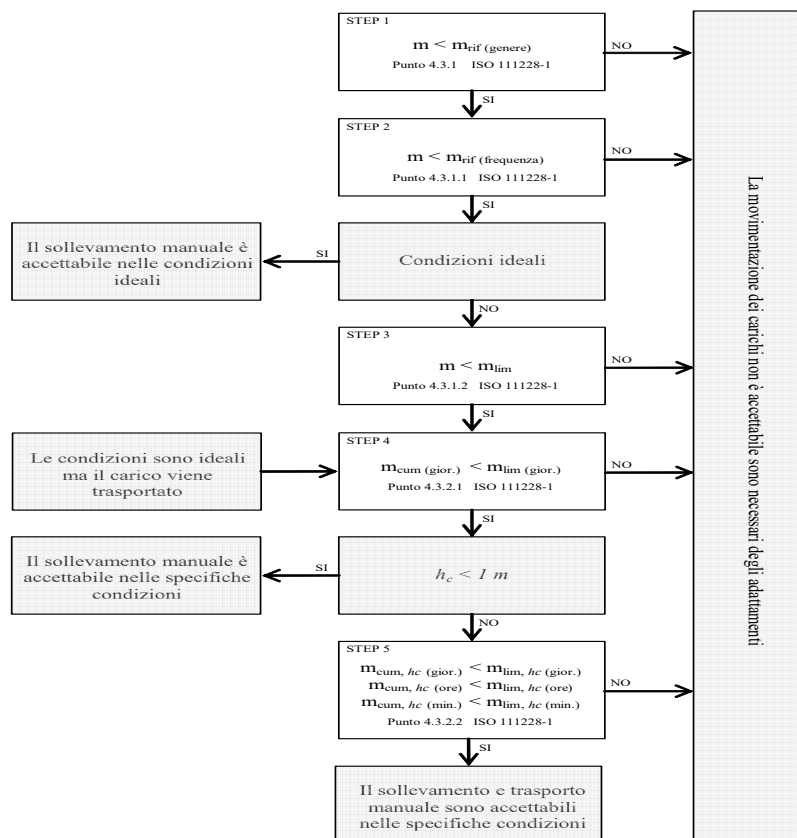 STEP 1
m < mrif (genere)
Punto 4.3.1 ISO 111228-1
NO
SI
STEP 2
m < mrif (frequenza)
Punto 4.3.1.1 ISO 111228-1
NO
SI
Il sollevamento manuale è
accettabile nelle condizioni
ideali
SI
Condizioni ideali
NO
STEP 3
m < mlim
Punto 4.3.1.2 ISO 111228-1
NO
SI
Le condizioni sono ideali
ma il carico viene
trasportato
STEP 4
mcum (gior.) < mlim (gior.)
Punto 4.3.2.1 ISO 111228-1
NO
SI
Il sollevamento manuale è
accettabile nelle specifiche
condizioni
SI
hc < 1 m
NO
STEP 5
mcum, hc (gior.) < mlim, hc (gior.)
mcum, hc (ore) < mlim, hc (ore)
mcum, hc (min.) < mlim, hc (min.)
Punto 4.3.2.2 ISO 111228-1
NO
SI
Il sollevamento e trasporto
manuale sono accettabili
nelle specifiche condizioni
La movimentazione dei carichi non è accettabile sono necessari degli adattamenti